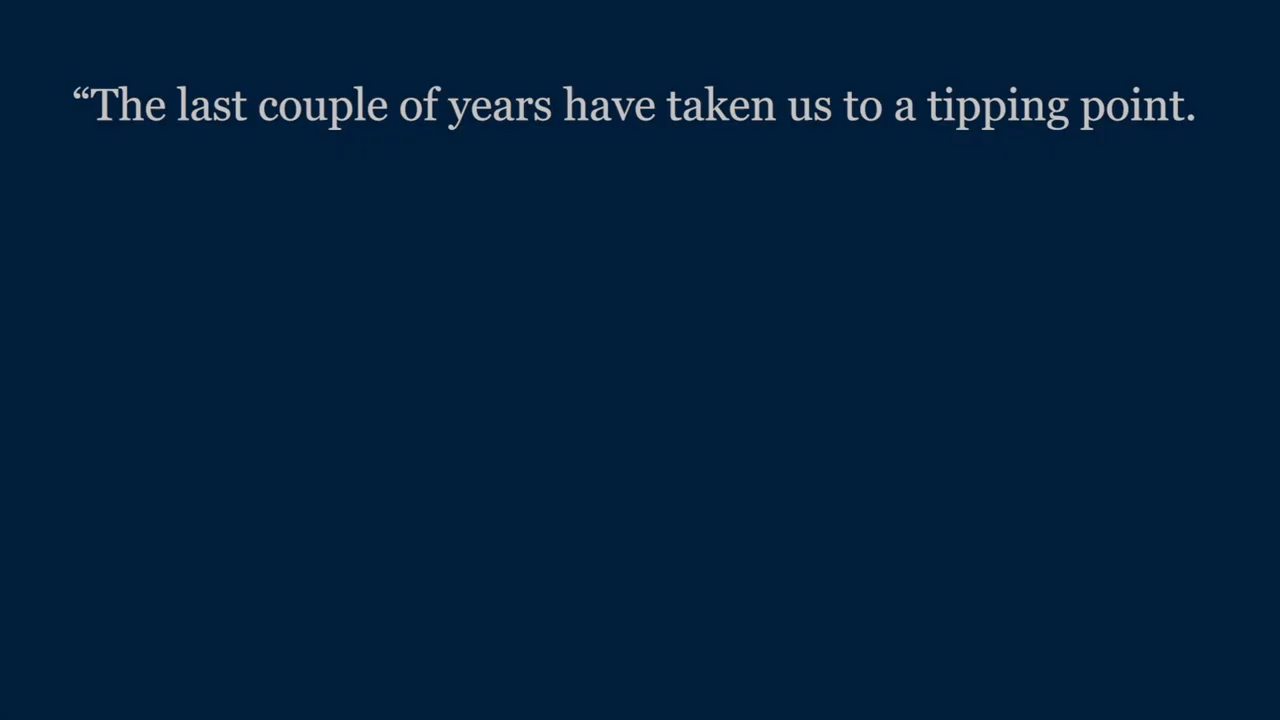 “The last couple of years have taken us to a tipping point.